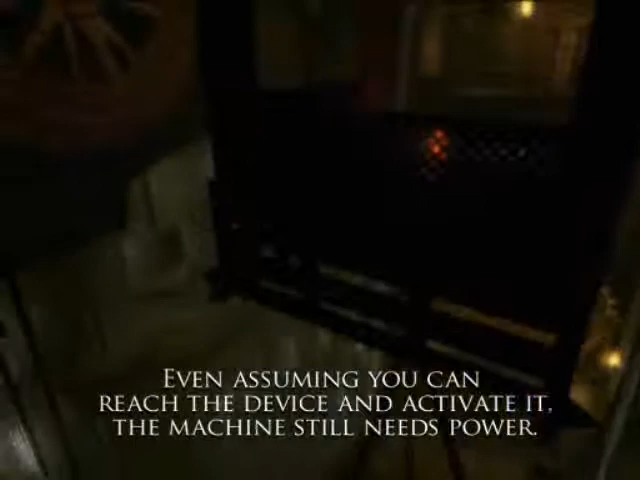 Even assuming you can
reach the device and activate it,
the machine still needs power.